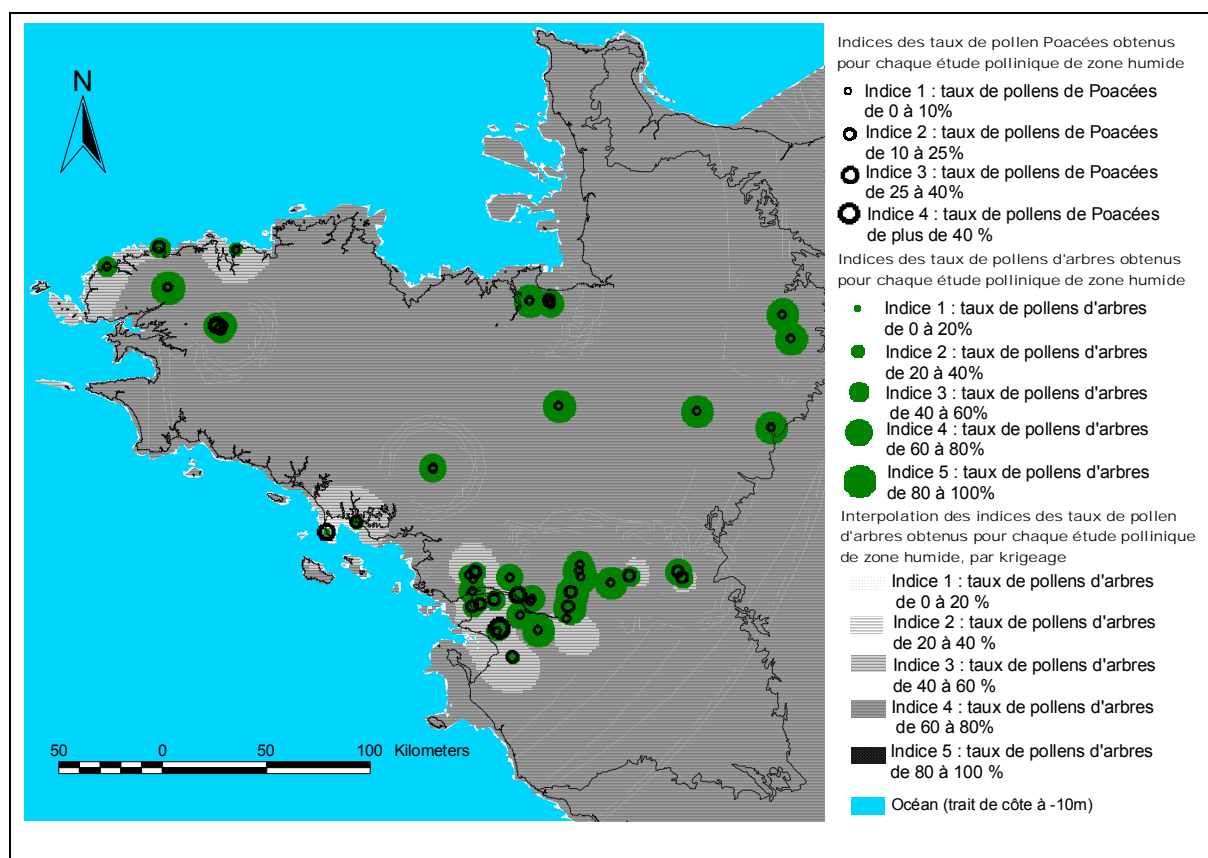 N
50 0 50 100 Kilometers
Indices des taux de pollen Poacées obtenus
pour chaque étude pollinique de zone humide
Indice 1 : taux de pollens de Poacées
de 0 à 10%
Indice 2 : taux de pollens de Poacées
de 10 à 25%
Indice 3 : taux de pollens de Poacées
de 25 à 40%
Indice 4 : taux de pollens de Poacées
de plus de 40 %
Indices des taux de pollens d'arbres obtenus
pour chaque étude pollinique de zone humide
Indice 1 : taux de pollens d'arbres
de 0 à 20%
Indice 2 : taux de pollens d'arbres
de 20 à 40%
Indice 3 : taux de pollens d'arbres
de 40 à 60%
Indice 4 : taux de pollens d'arbres
de 60 à 80%
Indice 5 : taux de pollens d'arbres
de 80 à 100%
Interpolation des indices des taux de pollen
d'arbres obtenus pour chaque étude pollinique
de zone humide, par krigeage
Indice 1 : taux de pollens d'arbres
de 0 à 20 %
Indice 2 : taux de pollens d'arbres
de 20 à 40 %
Indice 3 : taux de pollens d'arbres
de 40 à 60 %
Indice 4 : taux de pollens d'arbres
de 60 à 80%
Indice 5 : taux de pollens d'arbres
de 80 à 100 %
Océan (trait de côte à -10m)